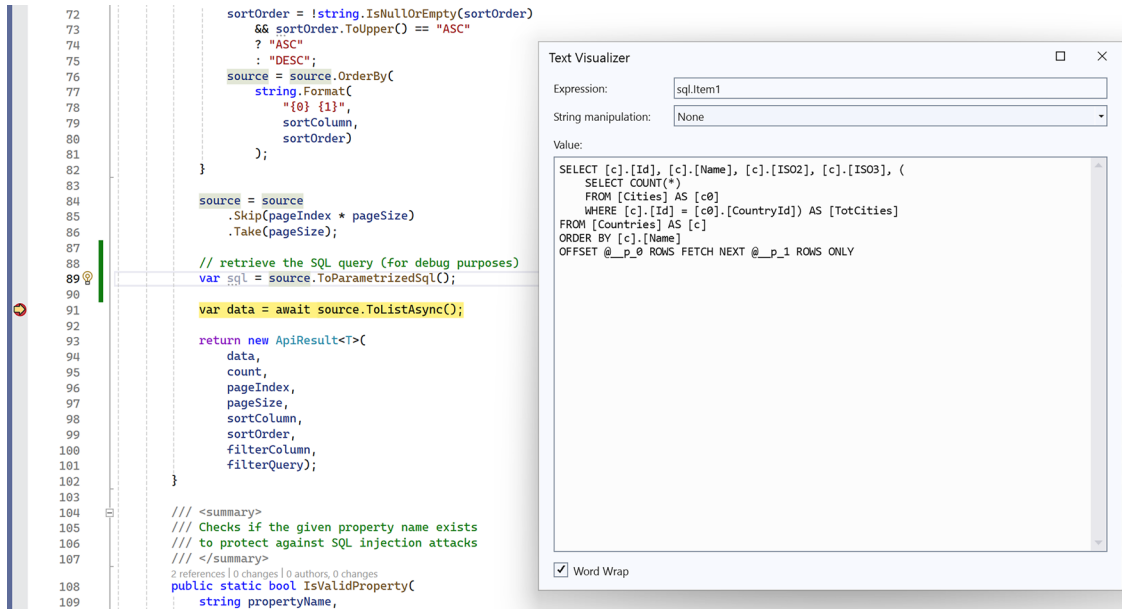 72 sortOrder = !string.IsNullOrEmpty(sortOrder)
73 && sortOrder.ToUpper() == "ASC"
74 ? "ASC"
75 : "DESC";
76 source = source.OrderBy(
77 string.Format(
78 "{0} {1}",
79 sortColumn,
80 sortOrder)
81 );
82 }
83
84 source = source
85 .Skip(pageIndex * pageSize)
86 .Take(pageSize);
87
88 // retrieve the SQL query (for debug purposes)
89 var sql = source.ToParametrizedSql();
90
91 var data = await source.ToListAsync();
92
93 return new ApiResult<T>(
94 data,
95 count,
96 pageIndex,
97 pageSize,
98 sortColumn,
99 sortOrder,
100 filterColumn,
101 filterQuery);
102 }
103
104 /// <summary>
105 /// Checks if the given property name exists
106 /// to protect against SQL injection attacks
107 /// </summary>
2 references | 0 changes | 0 authors, 0 changes
108 public static bool IsValidProperty(
109 string propertyName,
Text Visualizer
Expression: sql.Item1
String manipulation: None
Value:
SELECT [c].[Id], [c].[Name], [c].[ISO2], [c].[ISO3], (
SELECT COUNT(*)
FROM [Cities] AS [c0]
WHERE [c].[Id] = [c0].[CountryId]) AS [TotCities]
FROM [Countries] AS [c]
ORDER BY [c].[Name]
OFFSET @__p_0 ROWS FETCH NEXT @__p_1 ROWS ONLY
Word Wrap